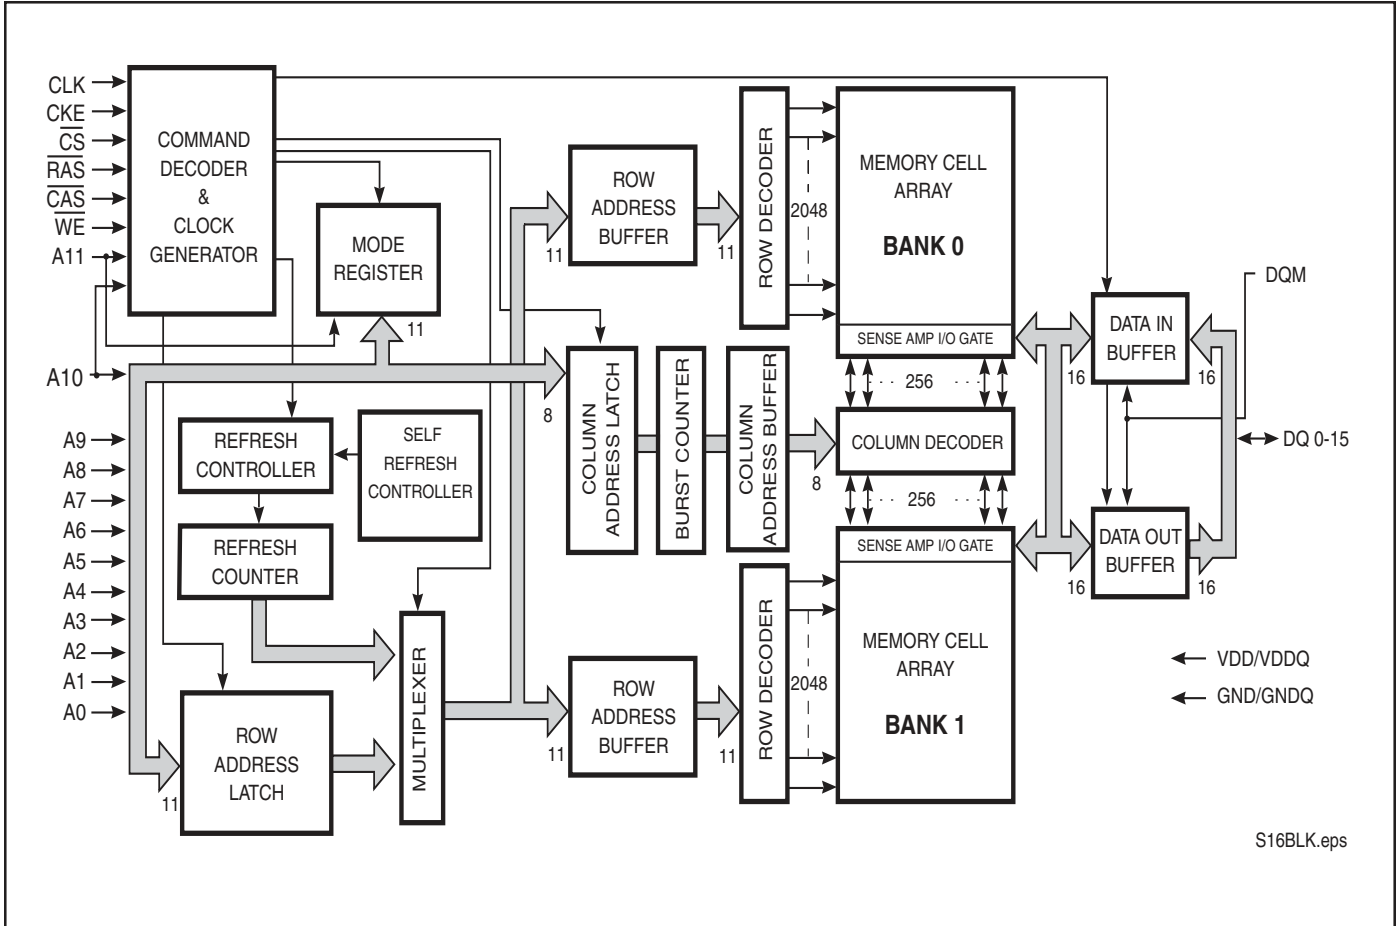 CLK
CKE
CS
RAS
CAS
WE
A11
A10
A9
A8
A7
A6
A5
A4
A3
A2
A1
A0
COMMAND
DECODER
&
CLOCK
GENERATOR
MODE
REGISTER
11
REFRESH
CONTROLLER
SELF
REFRESH
CONTROLLER
REFRESH
COUNTER
ROW
ADDRESS
LATCH
11
MULTIPLEXER
ROW
ADDRESS
BUFFER
11
11
ROW DECODER
2048
MEMORY CELL
ARRAY
BANK 0
SENSE AMP I/O GATE
8
COLUMN
ADDRESS LATCH
BURST COUNTER
COLUMN
ADDRESS BUFFER
8
256
COLUMN DECODER
256
SENSE AMP I/O GATE
MEMORY CELL
ARRAY
BANK 1
ROW
ADDRESS
BUFFER
11
11
ROW DECODER
2048
DQM
DATA IN
BUFFER
16
16
DQ 0-15
DATA OUT
BUFFER
16
16
VDD/VDDQ
GND/GNDQ
S16BLK.eps